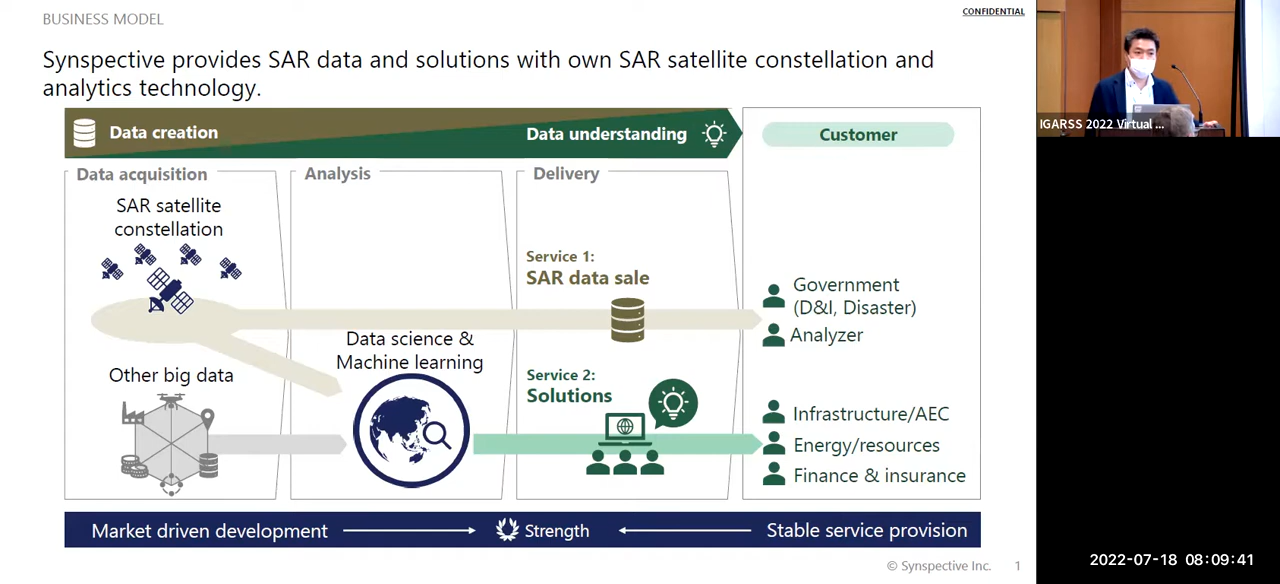 BUSINESS MODEL
CONFIDENTIAL
Synspective provides SAR data and solutions with own SAR satellite constellation and
analytics technology.
Data creation
Data understanding
Customer
Data acquisition
Analysis
Delivery
SAR satellite
constellation
Service 1:
SAR data sale
Government
(D&I, Disaster)
Analyzer
Data science &
Machine learning
Other big data
Service 2:
Solutions
Infrastructure/AEC
Energy/resources
Finance & insurance
Market driven development
Strength
Stable service provision
© Synspective Inc.
1
IGARSS 2022 Virtual ...
2022-07-18 08:09:41